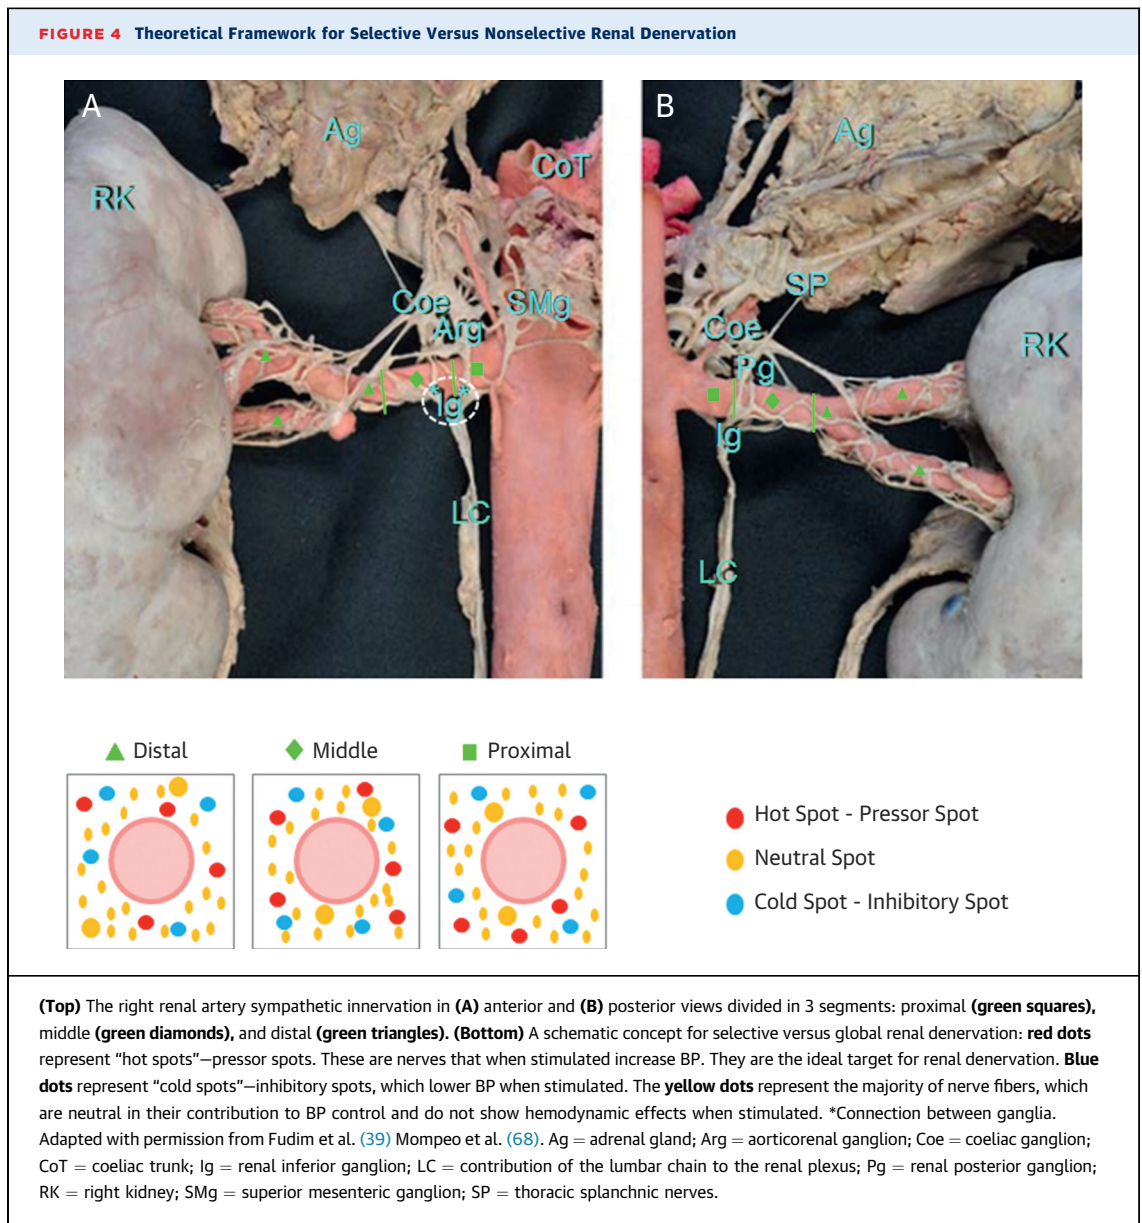 FIGURE 4 Theoretical Framework for Selective Versus Nonselective Renal Denervation
A
Ag
CoT
RK
Coe
SMg
Arg
*Ig*
LC
B
Ag
SP
Coe
RK
Pg
Ig
LC
Distal
Middle
Proximal
Hot Spot - Pressor Spot
Neutral Spot
Cold Spot - Inhibitory Spot
(Top) The right renal artery sympathetic innervation in (A) anterior and (B) posterior views divided in 3 segments: proximal (green squares),
middle (green diamonds), and distal (green triangles). (Bottom) A schematic concept for selective versus global renal denervation: red dots
represent “hot spots”—pressor spots. These are nerves that when stimulated increase BP. They are the ideal target for renal denervation. Blue
dots represent “cold spots”—inhibitory spots, which lower BP when stimulated. The yellow dots represent the majority of nerve fibers, which
are neutral in their contribution to BP control and do not show hemodynamic effects when stimulated. *Connection between ganglia.
Adapted with permission from Fudim et al. (39) Mompeo et al. (68). Ag = adrenal gland; Arg = aorticorenal ganglion; Coe = coeliac ganglion;
CoT = coeliac trunk; Ig = renal inferior ganglion; LC = contribution of the lumbar chain to the renal plexus; Pg = renal posterior ganglion;
RK = right kidney; SMg = superior mesenteric ganglion; SP = thoracic splanchnic nerves.